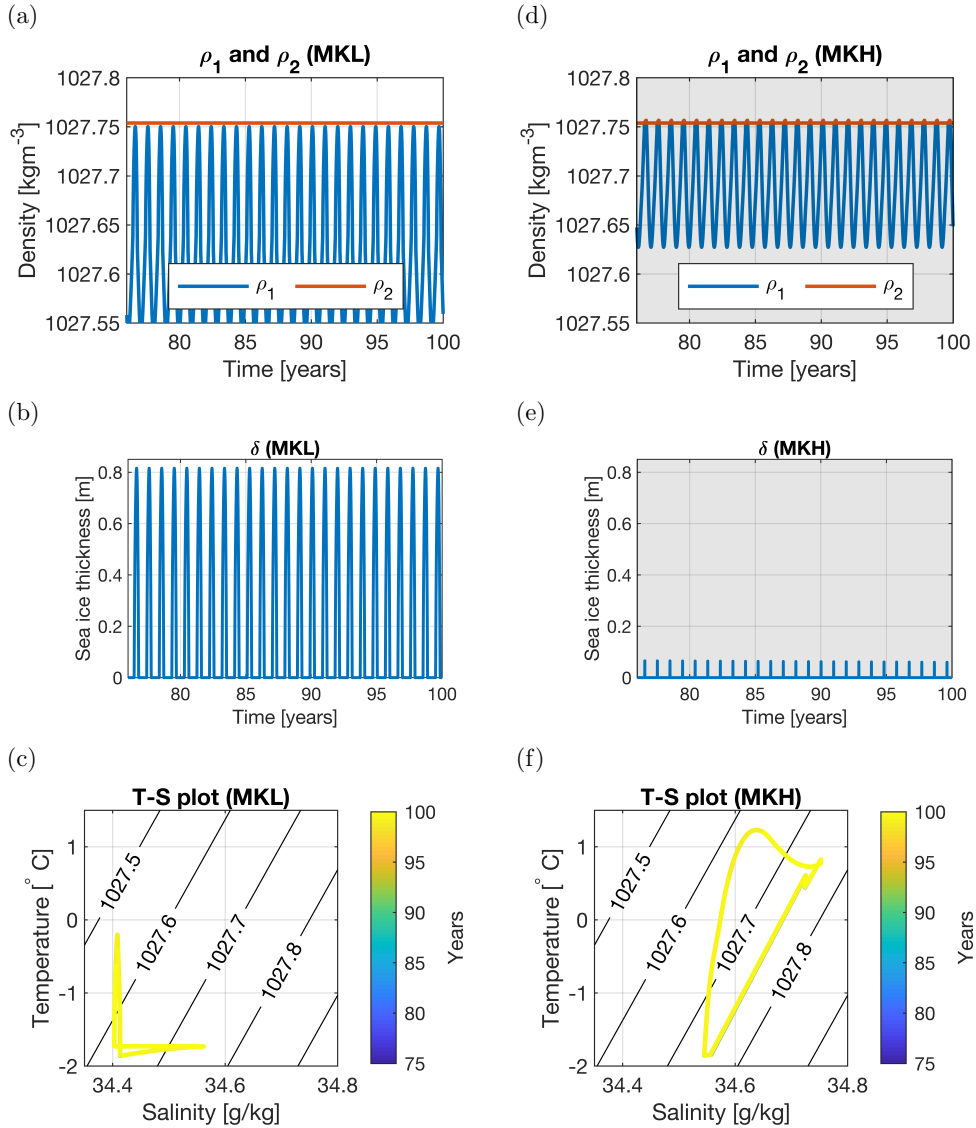 (a)
ρ₁ and ρ₂ (MKL)
1027.8
1027.75
1027.7
1027.65
1027.6
1027.55
Density [kgm⁻³]
ρ₁ ρ₂
80 85 90 95 100
Time [years]
(d)
ρ₁ and ρ₂ (MKH)
1027.8
1027.75
1027.7
1027.65
1027.6
1027.55
Density [kgm⁻³]
ρ₁ ρ₂
80 85 90 95 100
Time [years]
(b)
δ (MKL)
0.8
0.6
0.4
0.2
0
Sea ice thickness [m]
80 85 90 95 100
Time [years]
(e)
δ (MKH)
0.8
0.6
0.4
0.2
0
Sea ice thickness [m]
80 85 90 95 100
Time [years]
(c)
T-S plot (MKL)
1
0
-1
-2
Temperature [° C]
1027.5
1027.6
1027.7
1027.8
34.4 34.6 34.8
Salinity [g/kg]
100
95
90
85
80
75
Years
(f)
T-S plot (MKH)
1
0
-1
-2
Temperature [° C]
1027.5
1027.6
1027.7
1027.8
34.4 34.6 34.8
Salinity [g/kg]
100
95
90
85
80
75
Years